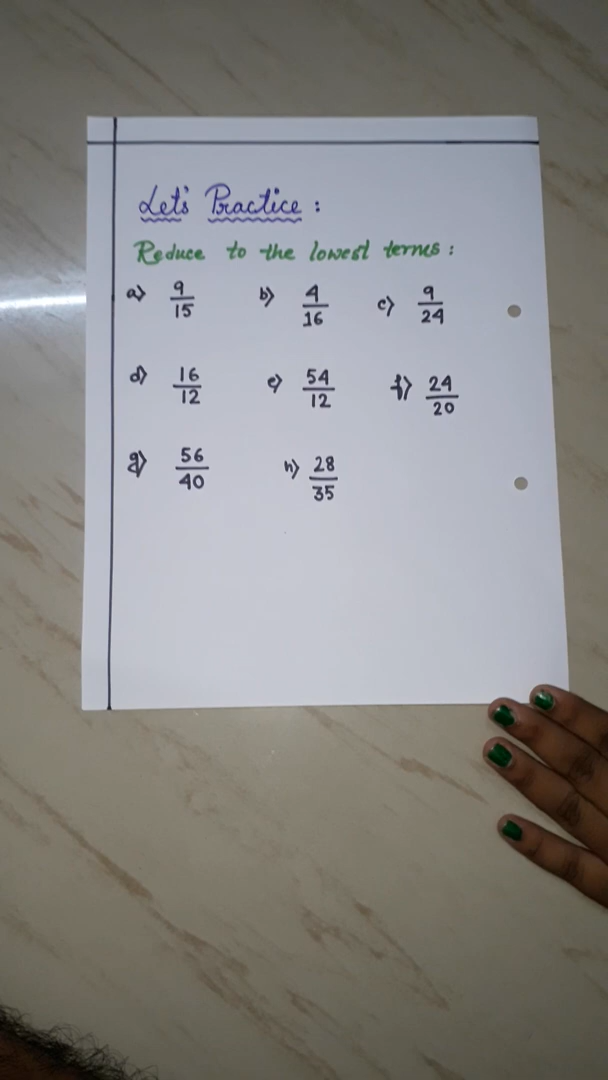 Let's Practice :
Reduce to the lowest terms :
a) 9/15 b) 4/16 c) 9/24
d) 16/12 e) 54/12 f) 24/20
g) 56/40 h) 28/35